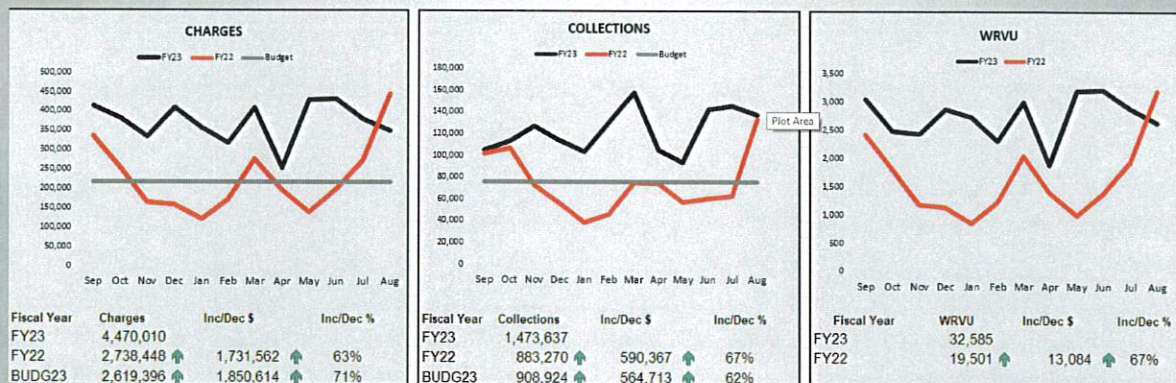 CHARGES
FY23 FY22 Budget
500,000
450,000
400,000
350,000
300,000
250,000
200,000
150,000
100,000
50,000
0
Sep Oct Nov Dec Jan Feb Mar Apr May Jun Jul Aug
Fiscal Year Charges Inc/Dec $ Inc/Dec %
FY23 4,470,010
FY22 2,738,448 1,731,562 63%
BUDG23 2,619,396 1,850,614 71%
COLLECTIONS
FY23 FY22 Budget
180,000
160,000
140,000
120,000
100,000
80,000
60,000
40,000
20,000
0
Plot Area
Sep Oct Nov Dec Jan Feb Mar Apr May Jun Jul Aug
Fiscal Year Collections Inc/Dec $ Inc/Dec %
FY23 1,473,637
FY22 883,270 590,367 67%
BUDG23 908,924 564,713 62%
WRVU
FY23 FY22
3,500
3,000
2,500
2,000
1,500
1,000
500
0
Sep Oct Nov Dec Jan Feb Mar Apr May Jun Jul Aug
Fiscal Year WRVU Inc/Dec $ Inc/Dec %
FY23 32,585
FY22 19,501 13,084 67%